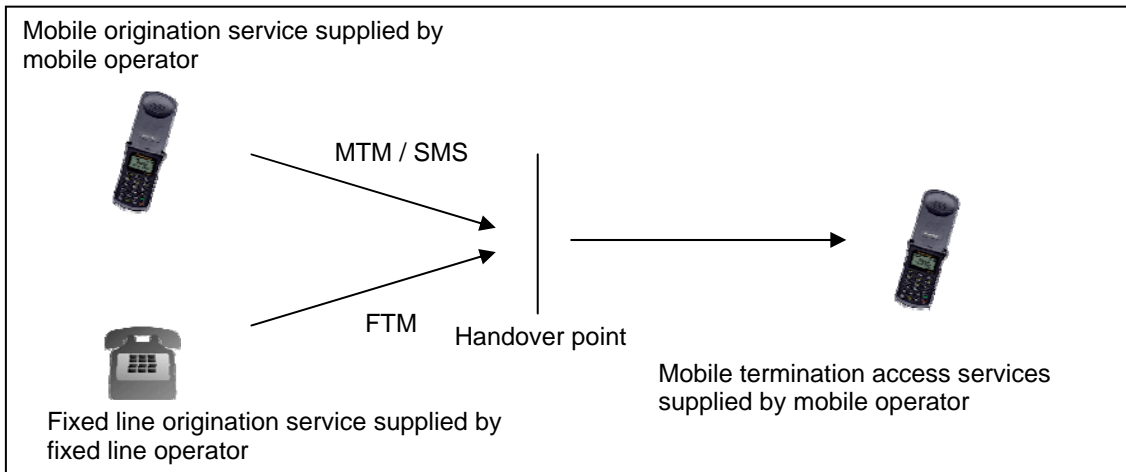 Mobile origination service supplied by
mobile operator
MTM / SMS
FTM
Handover point
Mobile termination access services
supplied by mobile operator
Fixed line origination service supplied by
fixed line operator